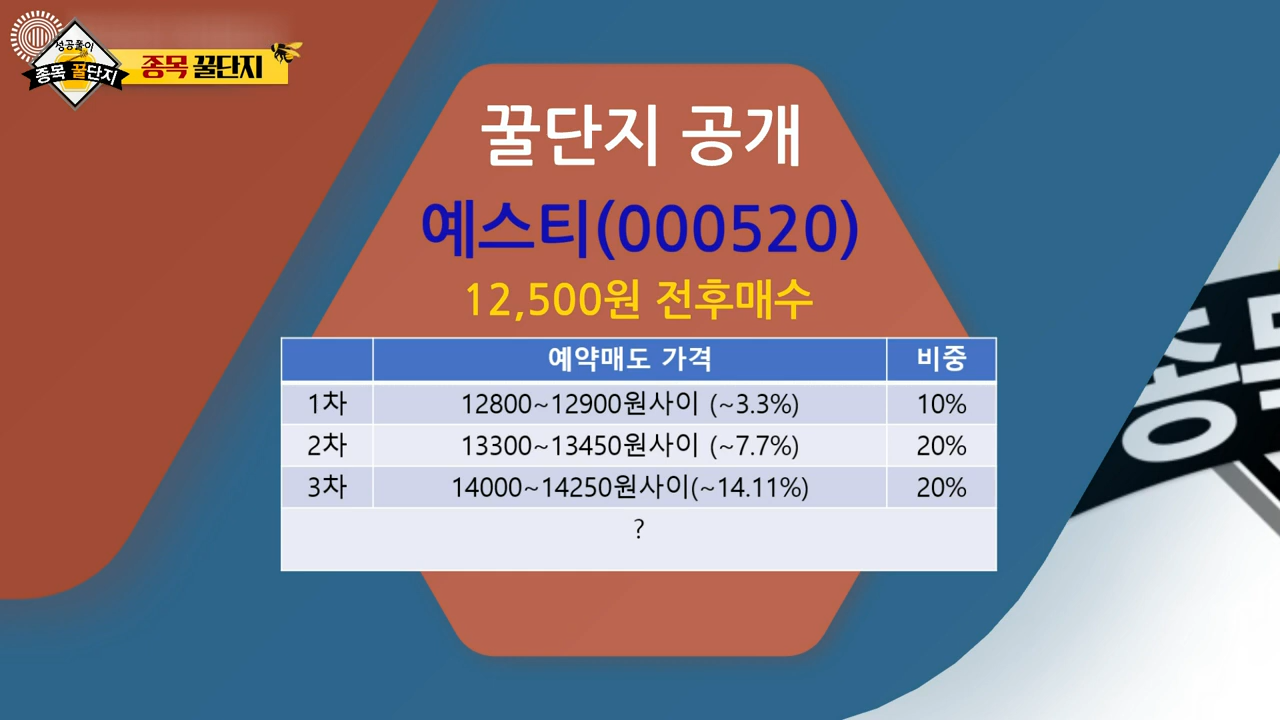 성공풀이
종목 꿀단지
종목 꿀단지
꿀단지 공개
예스티(000520)
12,500원 전후매수
예약매도 가격 비중
1차 12800~12900원사이 (~3.3%) 10%
2차 13300~13450원사이 (~7.7%) 20%
3차 14000~14250원사이(~14.11%) 20%
?
종목